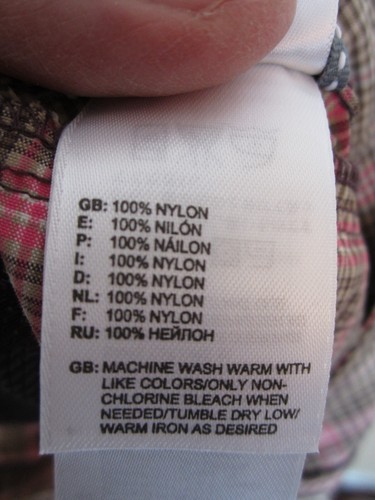 GB: 100% NYLON
E: 100% NILÓN
P: 100% NÁILON
I: 100% NYLON
D: 100% NYLON
NL: 100% NYLON
F: 100% NYLON
RU: 100% НЕЙЛОН
GB: MACHINE WASH WARM WITH
LIKE COLORS/ONLY NON-
CHLORINE BLEACH WHEN
NEEDED/TUMBLE DRY LOW/
WARM IRON AS DESIRED